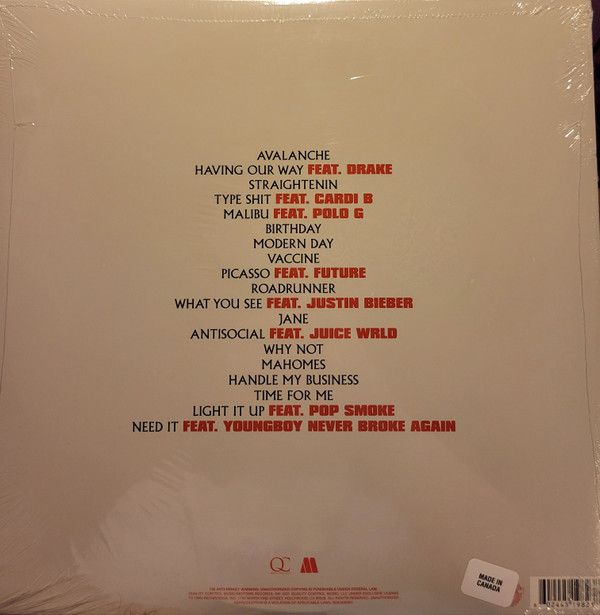 AVALANCHE
HAVING OUR WAY FEAT. DRAKE
STRAIGHTENIN
TYPE SHIT FEAT. CARDI B
MALIBU FEAT. POLO G
BIRTHDAY
MODERN DAY
VACCINE
PICASSO FEAT. FUTURE
ROADRUNNER
WHAT YOU SEE FEAT. JUSTIN BIEBER
JANE
ANTISOCIAL FEAT. JUICE WRLD
WHY NOT
MAHOMES
HANDLE MY BUSINESS
TIME FOR ME
LIGHT IT UP FEAT. POP SMOKE
NEED IT FEAT. YOUNGBOY NEVER BROKE AGAIN
QC M
MADE IN
CANADA